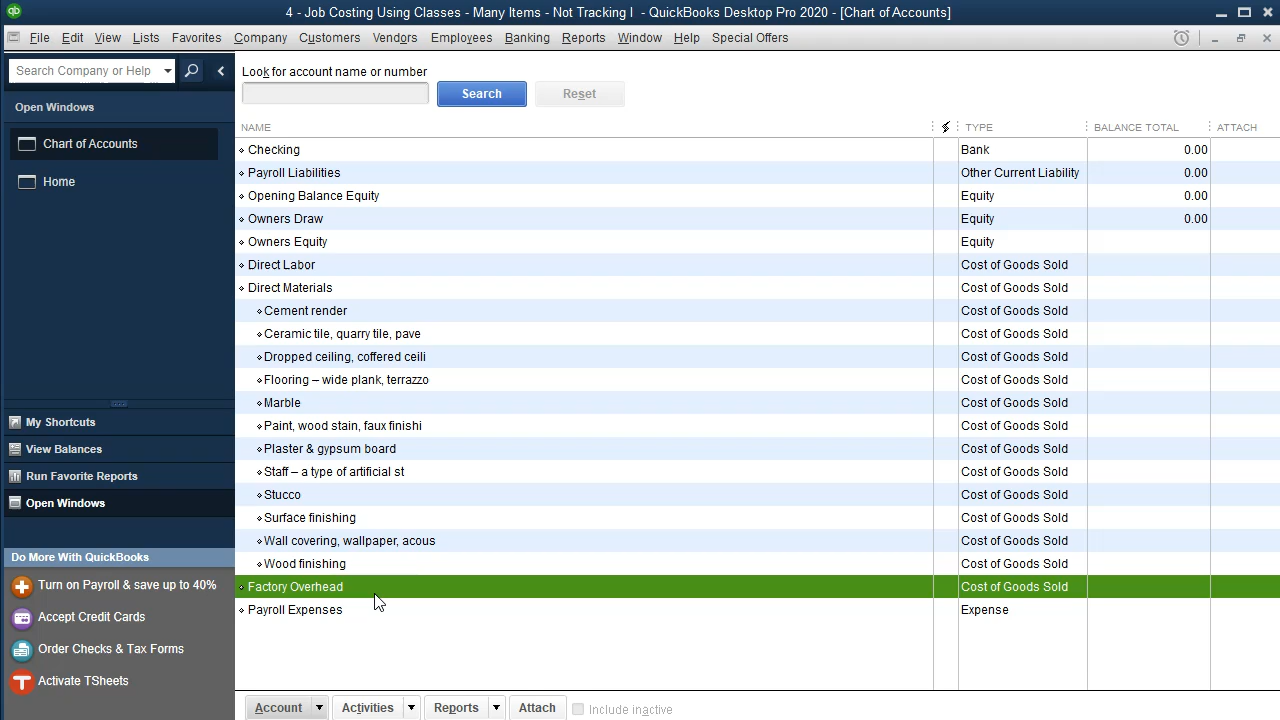 4 - Job Costing Using Classes - Many Items - Not Tracking I - QuickBooks Desktop Pro 2020 - [Chart of Accounts]
File Edit View Lists Favorites Company Customers Vendors Employees Banking Reports Window Help Special Offers
Search Company or Help
Open Windows
Chart of Accounts
Home
My Shortcuts
View Balances
Run Favorite Reports
Open Windows
Do More With QuickBooks
Turn on Payroll & save up to 40%
Accept Credit Cards
Order Checks & Tax Forms
Activate TSheets
Look for account name or number
Search Reset
NAME TYPE BALANCE TOTAL ATTACH
Checking Bank 0.00
Payroll Liabilities Other Current Liability 0.00
Opening Balance Equity Equity 0.00
Owners Draw Equity 0.00
Owners Equity Equity
Direct Labor Cost of Goods Sold
Direct Materials Cost of Goods Sold
Cement render Cost of Goods Sold
Ceramic tile, quarry tile, pave Cost of Goods Sold
Dropped ceiling, coffered ceili Cost of Goods Sold
Flooring – wide plank, terrazzo Cost of Goods Sold
Marble Cost of Goods Sold
Paint, wood stain, faux finishi Cost of Goods Sold
Plaster & gypsum board Cost of Goods Sold
Staff – a type of artificial st Cost of Goods Sold
Stucco Cost of Goods Sold
Surface finishing Cost of Goods Sold
Wall covering, wallpaper, acous Cost of Goods Sold
Wood finishing Cost of Goods Sold
Factory Overhead Cost of Goods Sold
Payroll Expenses Expense
Account Activities Reports Attach Include inactive